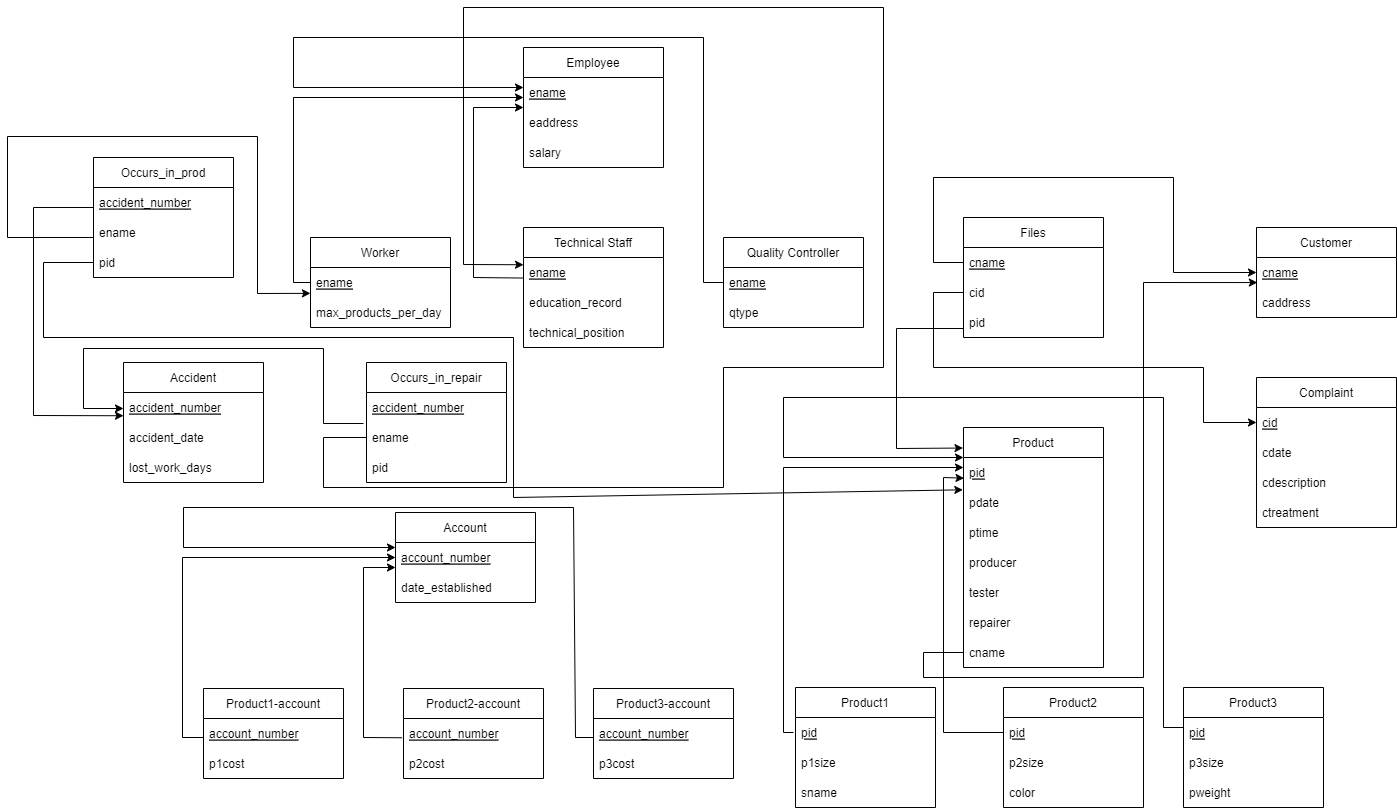 Employee
ename
eaddress
salary
Occurs_in_prod
accident_number
ename
pid
Worker
ename
max_products_per_day
Technical Staff
ename
education_record
technical_position
Quality Controller
ename
qtype
Files
cname
cid
pid
Customer
cname
caddress
Accident
accident_number
accident_date
lost_work_days
Occurs_in_repair
accident_number
ename
pid
Complaint
cid
cdate
cdescription
ctreatment
Product
pid
pdate
ptime
producer
tester
repairer
cname
Account
account_number
date_established
Product1-account
account_number
p1cost
Product2-account
account_number
p2cost
Product3-account
account_number
p3cost
Product1
pid
p1size
sname
Product2
pid
p2size
color
Product3
pid
p3size
pweight